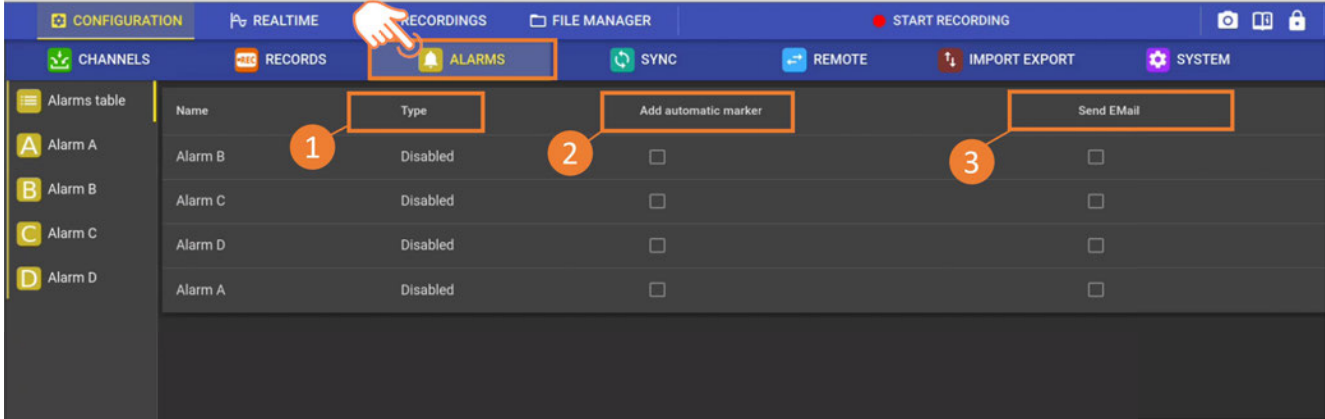 CONFIGURATION REALTIME RECORDINGS FILE MANAGER START RECORDING
CHANNELS REC RECORDS ALARMS SYNC REMOTE IMPORT EXPORT SYSTEM
Alarms table Name Type Add automatic marker Send EMail
1 2 3
A Alarm A
Alarm B Disabled
B Alarm B
Alarm C Disabled
C Alarm C
Alarm D Disabled
D Alarm D
Alarm A Disabled